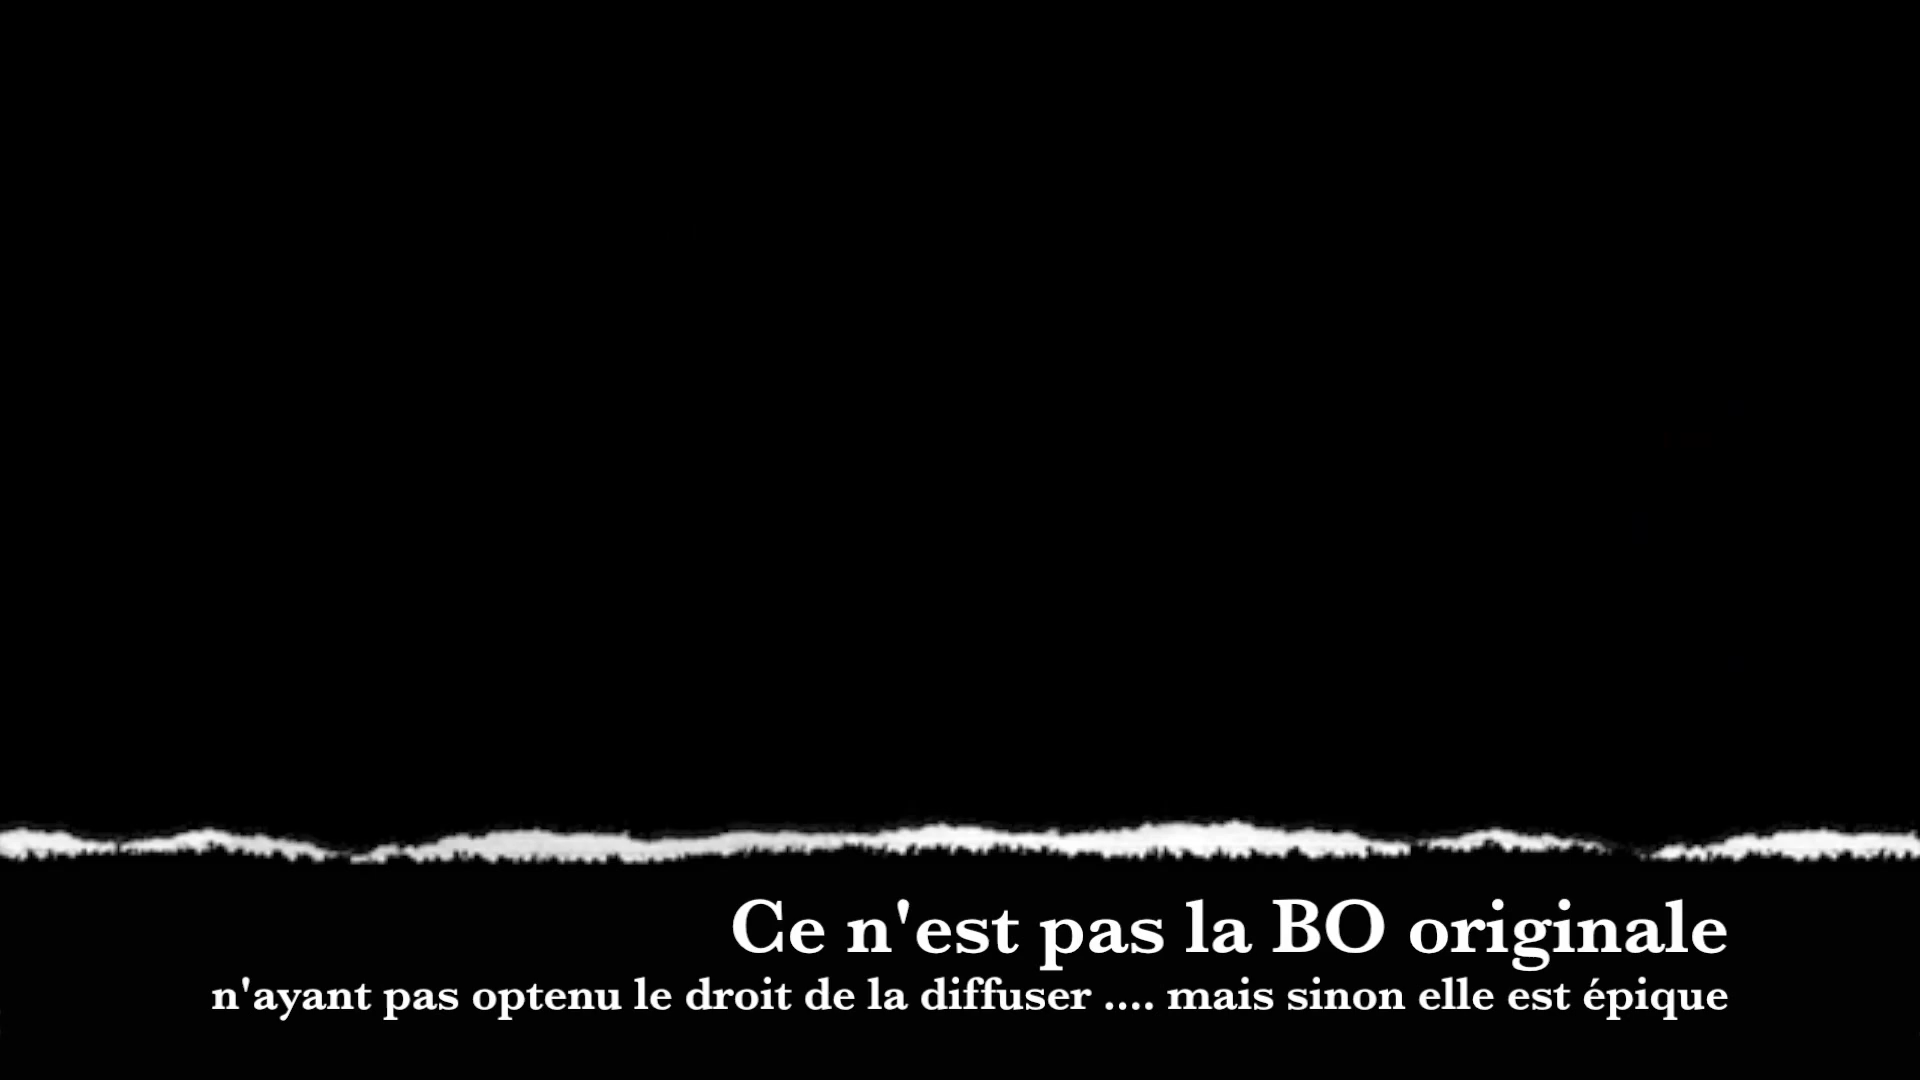 Ce n'est pas la BO originale
n'ayant pas optenu le droit de la diffuser .... mais sinon elle est épique